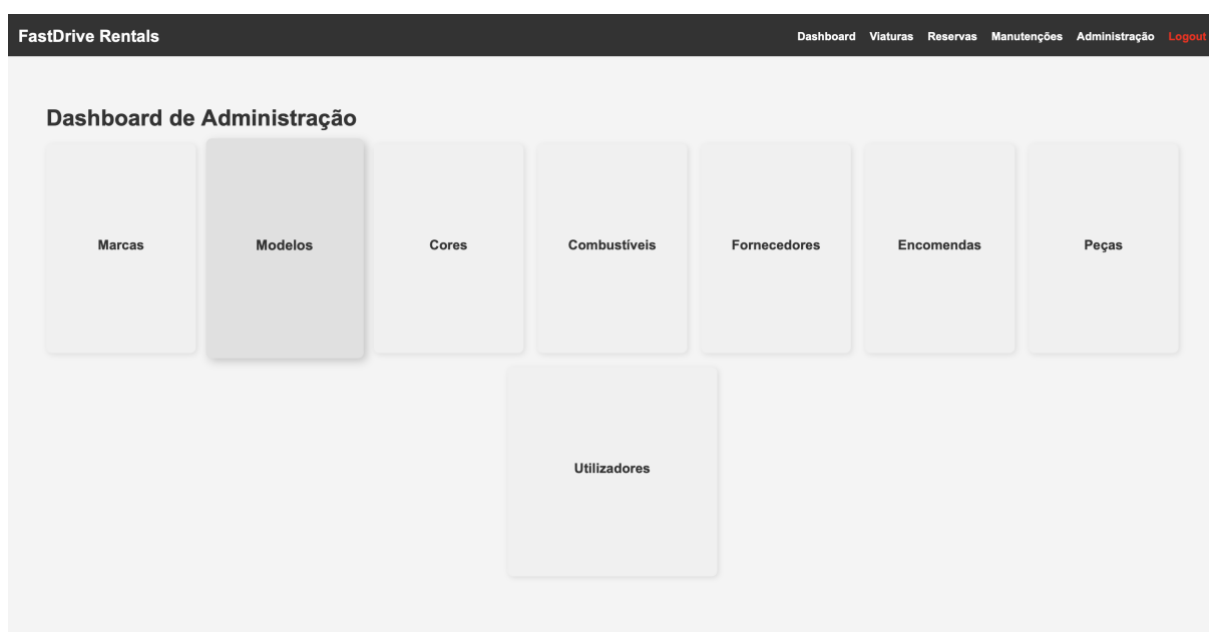 FastDrive Rentals
Dashboard Viaturas Reservas Manutenções Administração Logout
Dashboard de Administração
Marcas Modelos Cores Combustíveis Fornecedores Encomendas Peças
Utilizadores